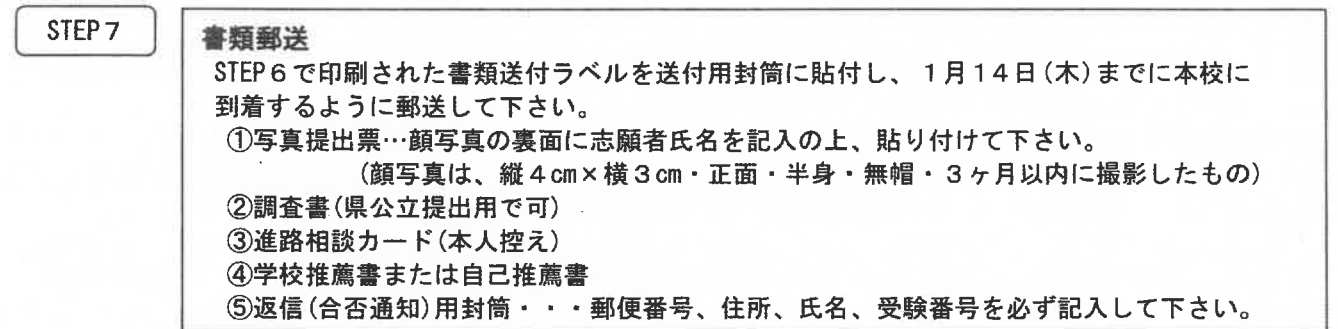 STEP７
書類郵送
STEP６で印刷された書類送付ラベルを送付用封筒に貼付し、１月１４日(木)までに本校に
到着するように郵送して下さい。
①写真提出票…顔写真の裏面に志願者氏名を記入の上、貼り付けて下さい。
(顔写真は、縦４㎝×横３㎝・正面・半身・無帽・３ヶ月以内に撮影したもの)
②調査書(県公立提出用で可)
③進路相談カード(本人控え)
④学校推薦書または自己推薦書
⑤返信(合否通知)用封筒・・・郵便番号、住所、氏名、受験番号を必ず記入して下さい。